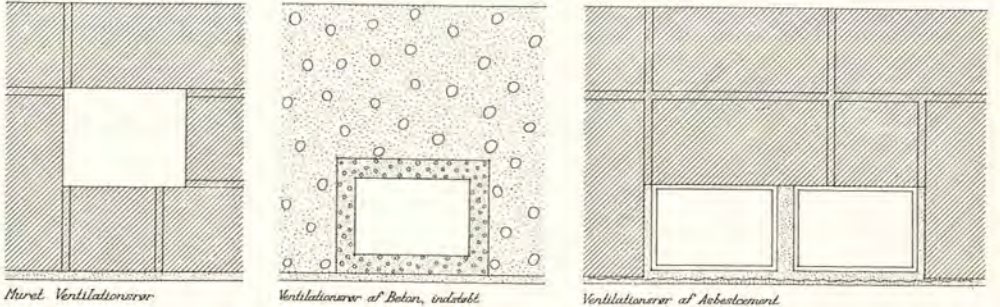 Muret Ventilationsrør
Ventilationsrør af Beton, indstøbt
Ventilationsrør af Asbestcement